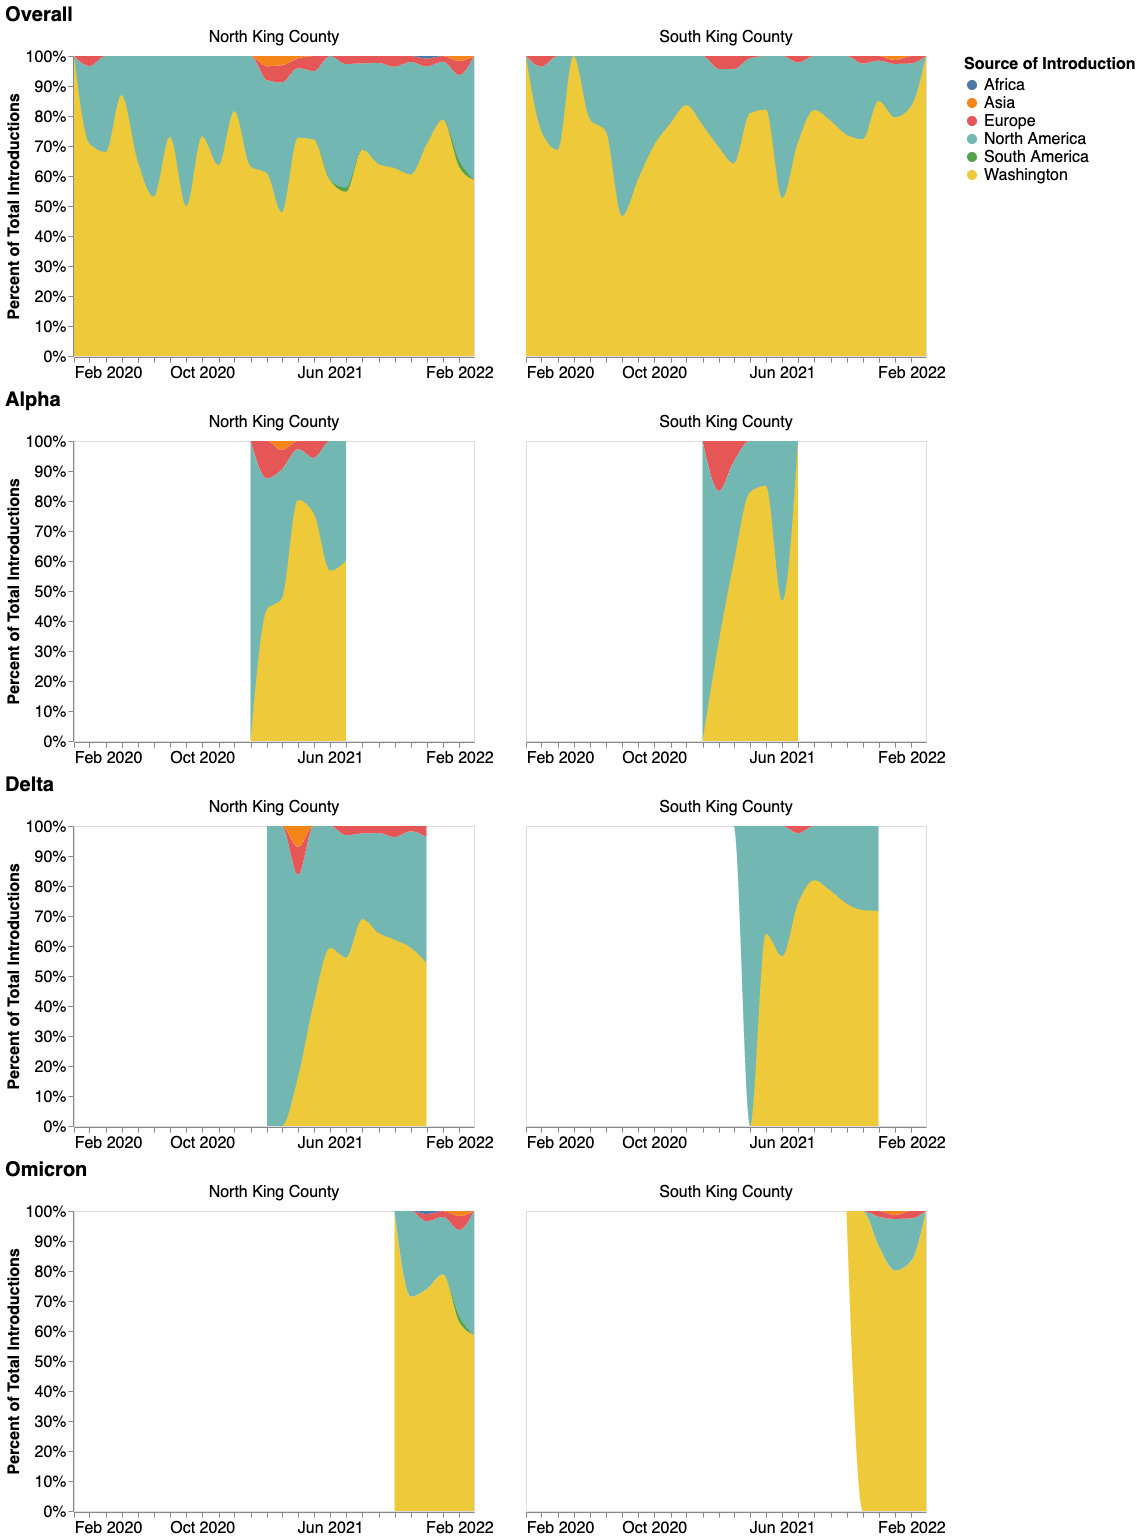 Overall
North King County
South King County
Source of Introduction
Africa
Asia
Europe
North America
South America
Washington
Percent of Total Introductions
100%
90%
80%
70%
60%
50%
40%
30%
20%
10%
0%
Feb 2020 Oct 2020 Jun 2021 Feb 2022
Feb 2020 Oct 2020 Jun 2021 Feb 2022
Alpha
North King County
South King County
Percent of Total Introductions
100%
90%
80%
70%
60%
50%
40%
30%
20%
10%
0%
Feb 2020 Oct 2020 Jun 2021 Feb 2022
Feb 2020 Oct 2020 Jun 2021 Feb 2022
Delta
North King County
South King County
Percent of Total Introductions
100%
90%
80%
70%
60%
50%
40%
30%
20%
10%
0%
Feb 2020 Oct 2020 Jun 2021 Feb 2022
Feb 2020 Oct 2020 Jun 2021 Feb 2022
Omicron
North King County
South King County
Percent of Total Introductions
100%
90%
80%
70%
60%
50%
40%
30%
20%
10%
0%
Feb 2020 Oct 2020 Jun 2021 Feb 2022
Feb 2020 Oct 2020 Jun 2021 Feb 2022